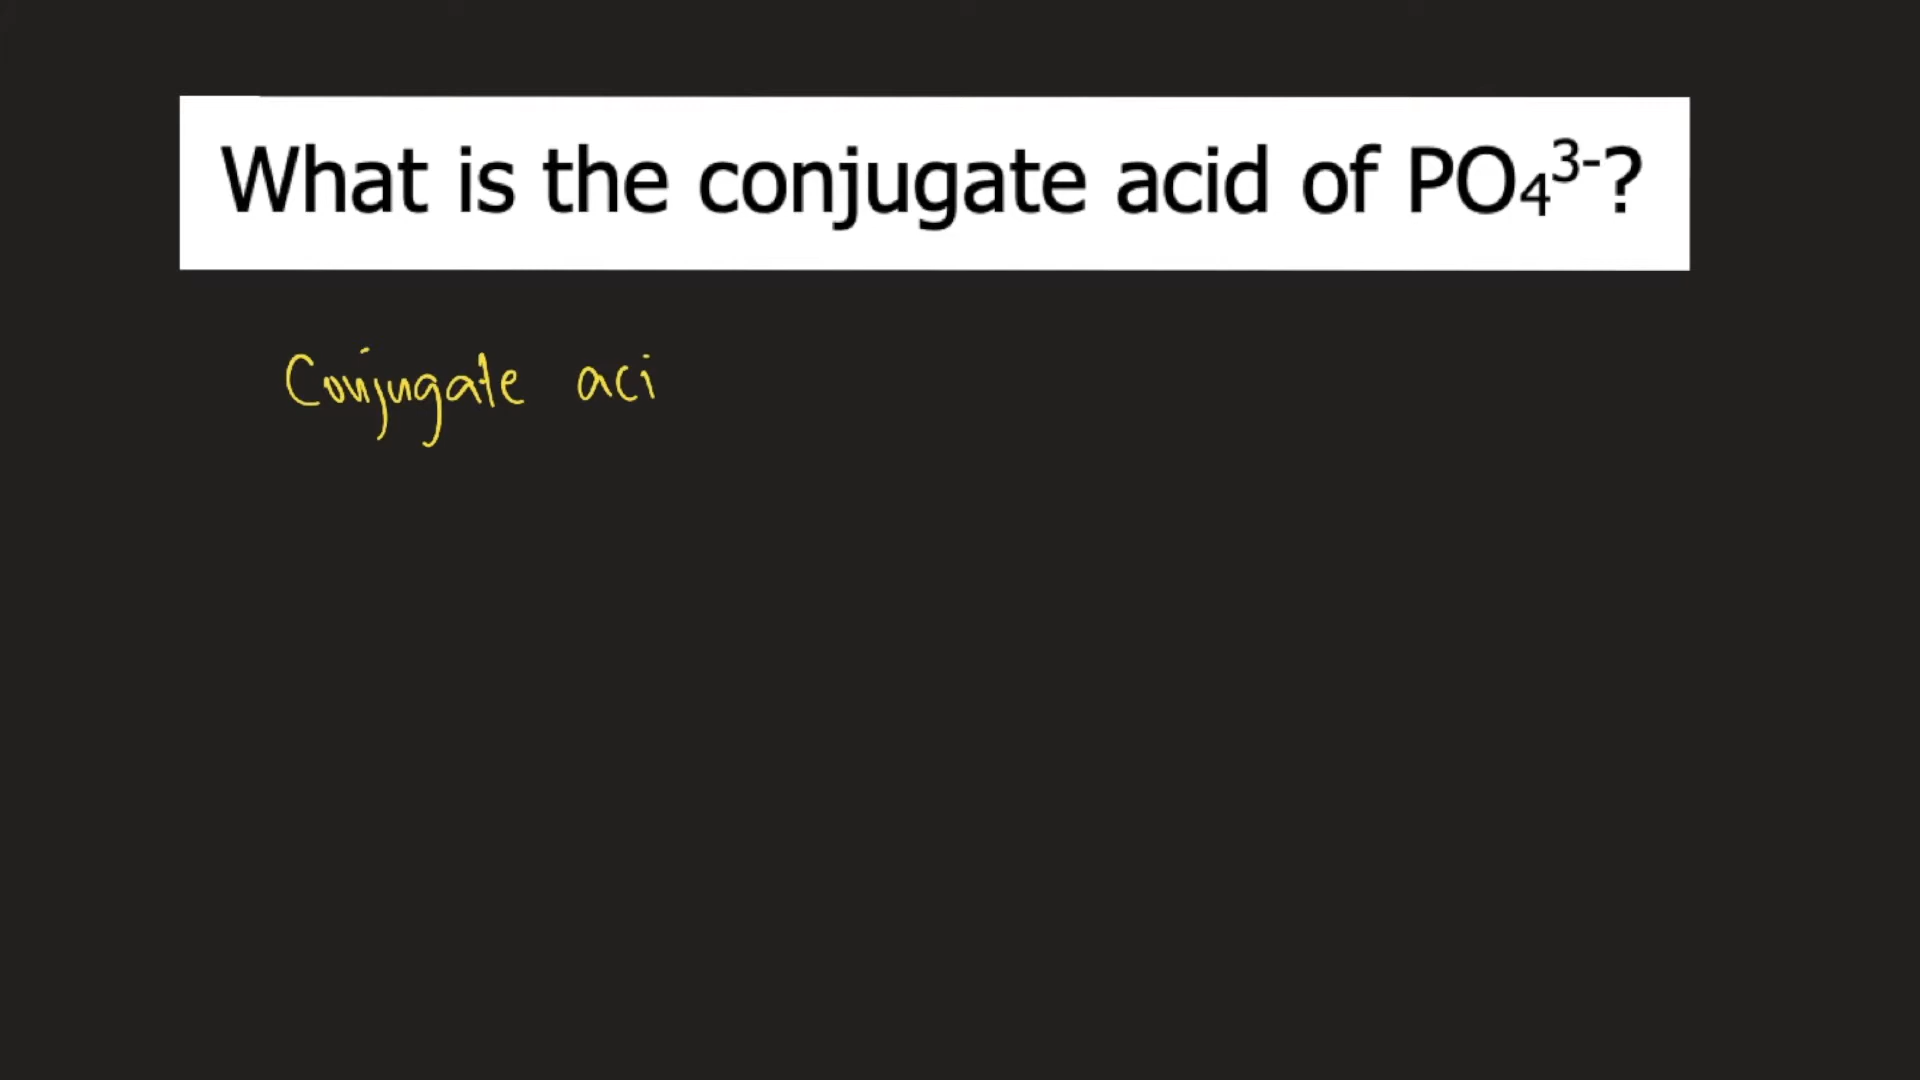 What is the conjugate acid of PO₄³⁻?
Conjugate aci